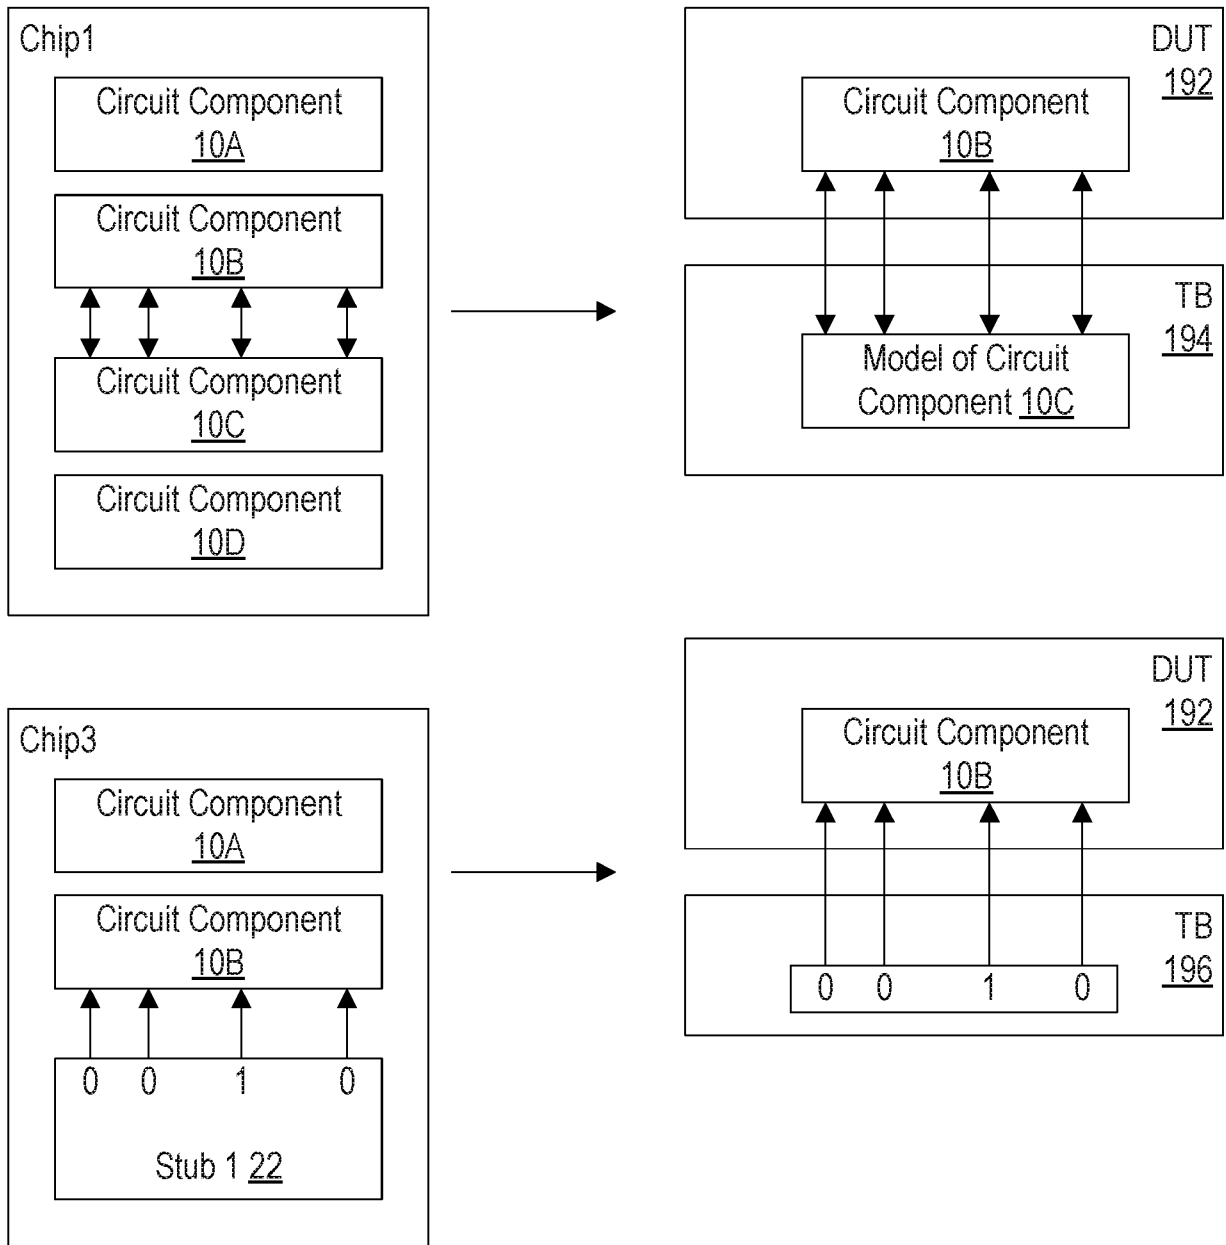 Chip1
Circuit Component
10A
Circuit Component
10B
Circuit Component
10C
Circuit Component
10D
DUT
192
Circuit Component
10B
TB
194
Model of Circuit
Component 10C
Chip3
Circuit Component
10A
Circuit Component
10B
0 0 1 0
Stub 1 22
DUT
192
Circuit Component
10B
TB
196
0 0 1 0